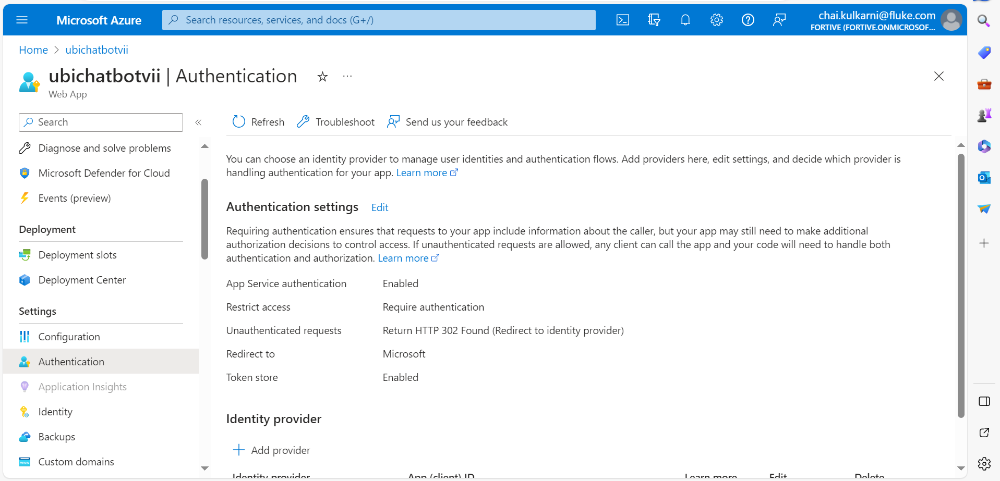 Microsoft Azure
Search resources, services, and docs (G+/)
chai.kulkarni@fluke.com
FORTIVE (FORTIVE.ONMICROSOF...
Home > ubichatbotvii
ubichatbotvii | Authentication
Web App
Search
Diagnose and solve problems
Microsoft Defender for Cloud
Events (preview)
Deployment
Deployment slots
Deployment Center
Settings
Configuration
Authentication
Application Insights
Identity
Backups
Custom domains
Refresh
Troubleshoot
Send us your feedback
You can choose an identity provider to manage user identities and authentication flows. Add providers here, edit settings, and decide which provider is
handling authentication for your app. Learn more
Authentication settings Edit
Requiring authentication ensures that requests to your app include information about the caller, but your app may still need to make additional
authorization decisions to control access. If unauthenticated requests are allowed, any client can call the app and your code will need to handle both
authentication and authorization. Learn more
App Service authentication Enabled
Restrict access Require authentication
Unauthenticated requests Return HTTP 302 Found (Redirect to identity provider)
Redirect to Microsoft
Token store Enabled
Identity provider
Add provider
Identity provider App (client) ID Learn more Edit Delete